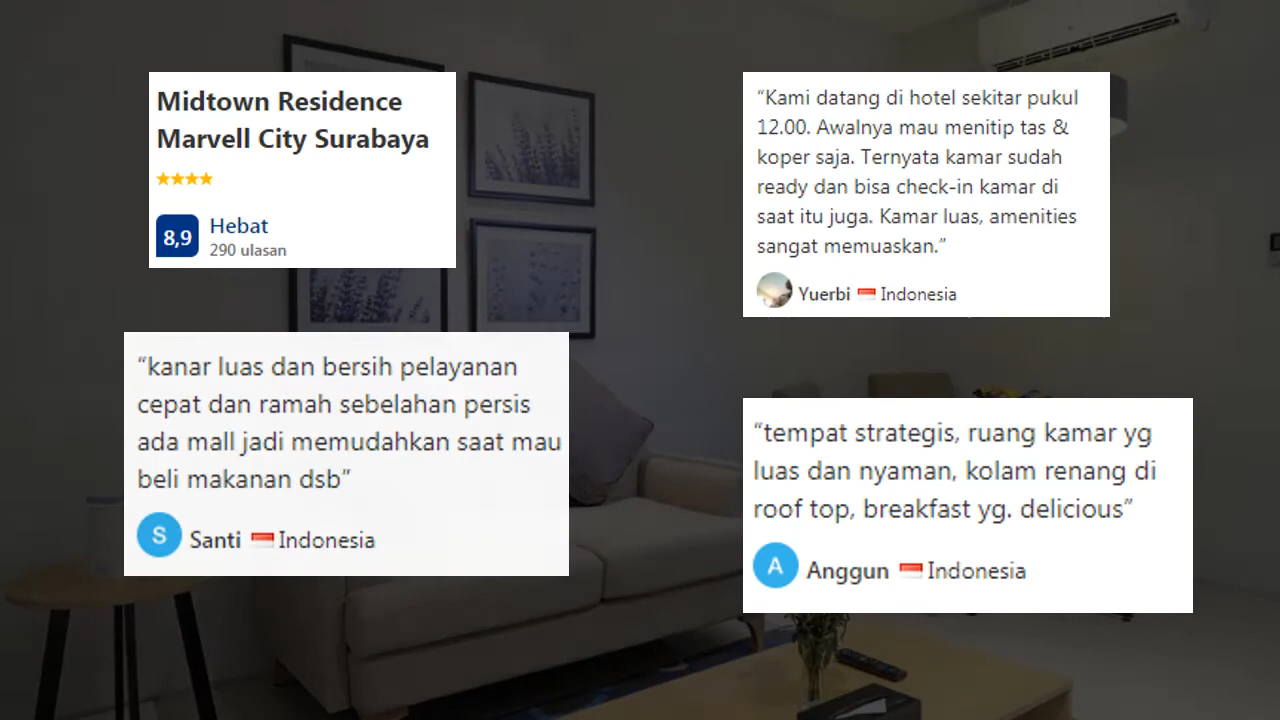 Midtown Residence
Marvell City Surabaya
8,9
Hebat
290 ulasan
“kanar luas dan bersih pelayanan
cepat dan ramah sebelahan persis
ada mall jadi memudahkan saat mau
beli makanan dsb”
S
Santi Indonesia
“Kami datang di hotel sekitar pukul
12.00. Awalnya mau menitip tas &
koper saja. Ternyata kamar sudah
ready dan bisa check-in kamar di
saat itu juga. Kamar luas, amenities
sangat memuaskan.”
Yuerbi Indonesia
“tempat strategis, ruang kamar yg
luas dan nyaman, kolam renang di
roof top, breakfast yg. delicious”
A
Anggun Indonesia